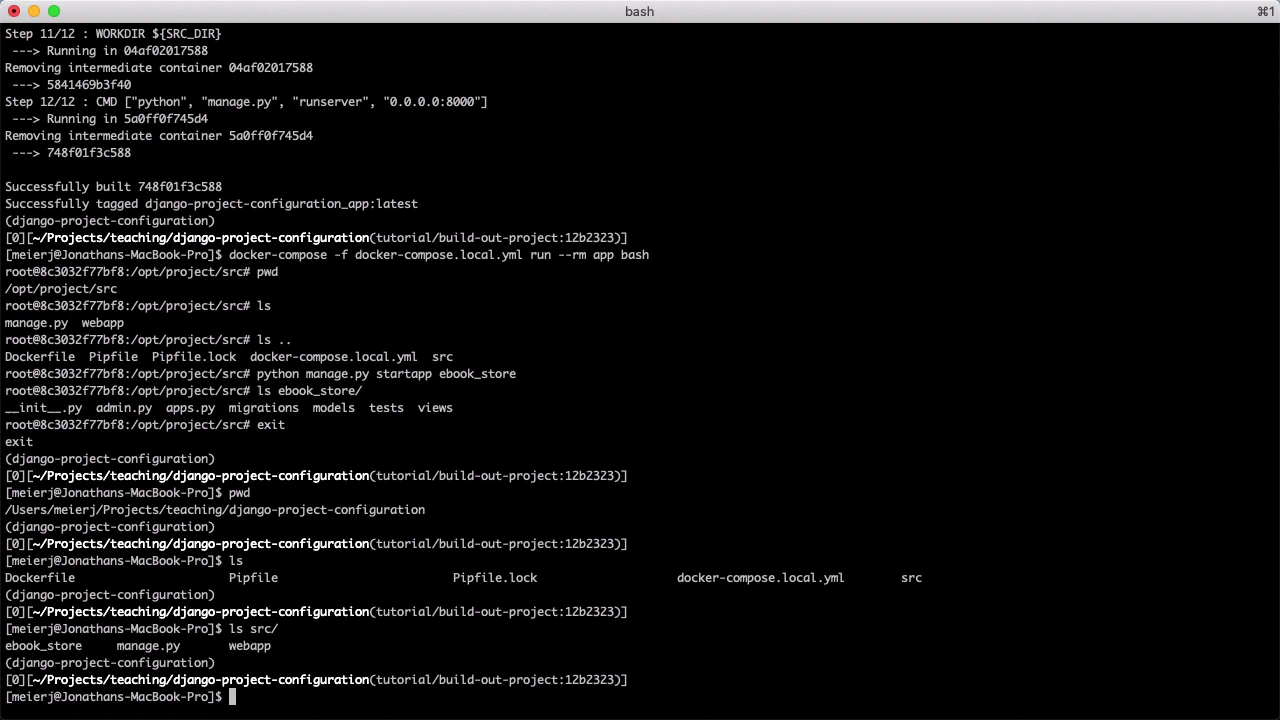 bash
⌘1
Step 11/12 : WORKDIR ${SRC_DIR}
 ---> Running in 04af02017588
Removing intermediate container 04af02017588
 ---> 5841469b3f40
Step 12/12 : CMD ["python", "manage.py", "runserver", "0.0.0.0:8000"]
 ---> Running in 5a0ff0f745d4
Removing intermediate container 5a0ff0f745d4
 ---> 748f01f3c588
Successfully built 748f01f3c588
Successfully tagged django-project-configuration_app:latest
(django-project-configuration)
[0][~/Projects/teaching/django-project-configuration(tutorial/build-out-project:12b2323)]
[meierj@Jonathans-MacBook-Pro]$ docker-compose -f docker-compose.local.yml run --rm app bash
root@8c3032f77bf8:/opt/project/src# pwd
/opt/project/src
root@8c3032f77bf8:/opt/project/src# ls
manage.py  webapp
root@8c3032f77bf8:/opt/project/src# ls ..
Dockerfile  Pipfile  Pipfile.lock  docker-compose.local.yml  src
root@8c3032f77bf8:/opt/project/src# python manage.py startapp ebook_store
root@8c3032f77bf8:/opt/project/src# ls ebook_store/
__init__.py  admin.py  apps.py  migrations  models  tests  views
root@8c3032f77bf8:/opt/project/src# exit
exit
(django-project-configuration)
[0][~/Projects/teaching/django-project-configuration(tutorial/build-out-project:12b2323)]
[meierj@Jonathans-MacBook-Pro]$ pwd
/Users/meierj/Projects/teaching/django-project-configuration
(django-project-configuration)
[0][~/Projects/teaching/django-project-configuration(tutorial/build-out-project:12b2323)]
[meierj@Jonathans-MacBook-Pro]$ ls
Dockerfile                      Pipfile                         Pipfile.lock                    docker-compose.local.yml        src
(django-project-configuration)
[0][~/Projects/teaching/django-project-configuration(tutorial/build-out-project:12b2323)]
[meierj@Jonathans-MacBook-Pro]$ ls src/
ebook_store     manage.py       webapp
(django-project-configuration)
[0][~/Projects/teaching/django-project-configuration(tutorial/build-out-project:12b2323)]
[meierj@Jonathans-MacBook-Pro]$